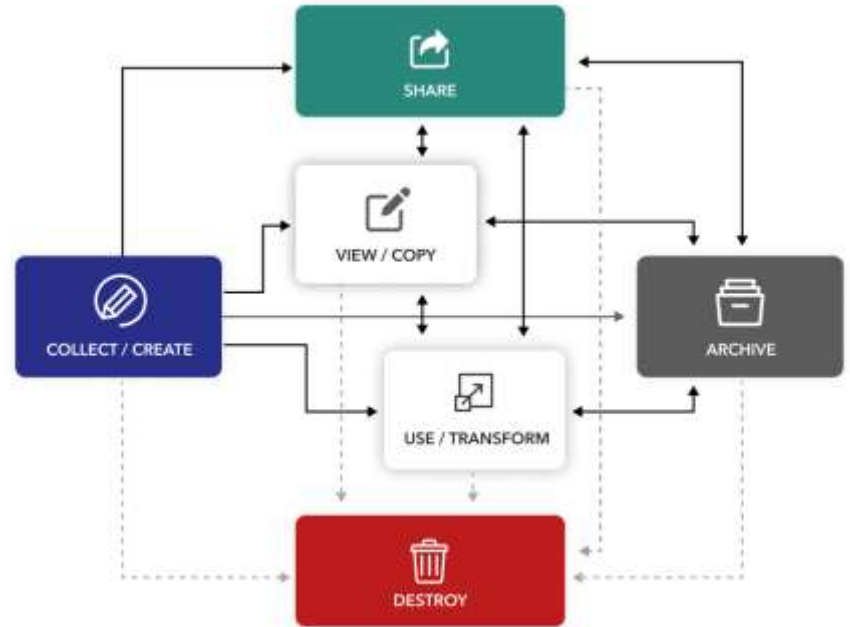 SHARE
VIEW / COPY
COLLECT / CREATE
ARCHIVE
USE / TRANSFORM
DESTROY